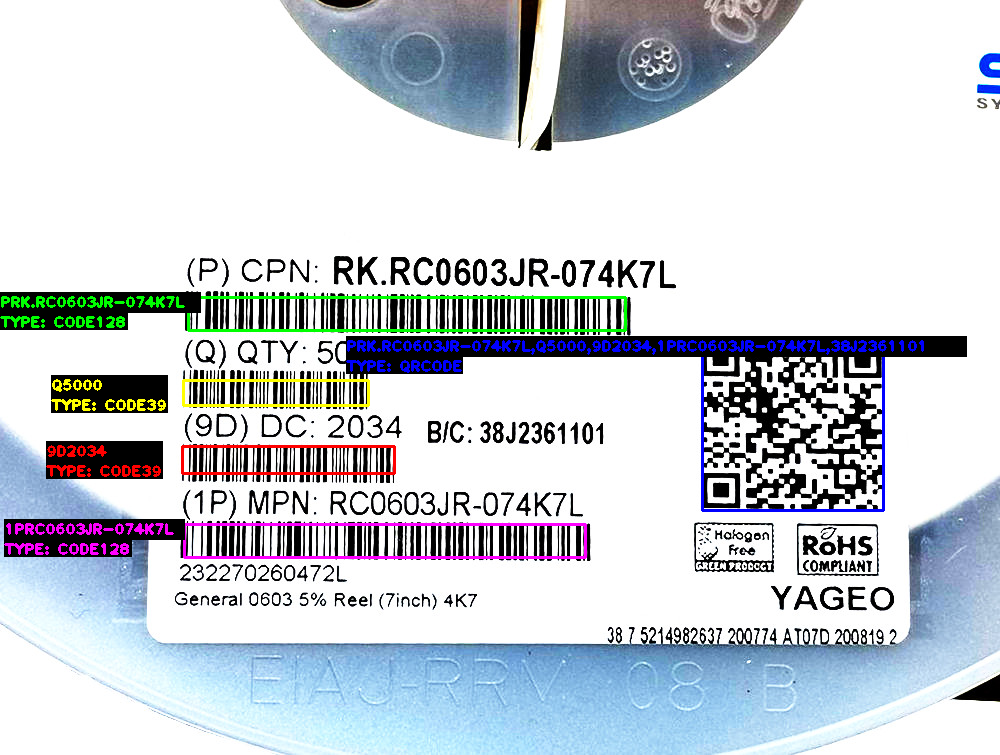 S
SY
(P) CPN: RK.RC0603JR-074K7L
PRK.RC0603JR-074K7L
TYPE: CODE128
(Q) QTY: 50
PRK.RC0603JR-074K7L,Q5000,9D2034,1PRC0603JR-074K7L,38J2361101
TYPE: QRCODE
Q5000
TYPE: CODE39
(9D) DC: 2034
B/C: 38J2361101
9D2034
TYPE: CODE39
(1P) MPN: RC0603JR-074K7L
1PRC0603JR-074K7L
TYPE: CODE128
232270260472L
General 0603 5% Reel (7inch) 4K7
Halogen
Free
GREEN PRODUCT
RoHS
COMPLIANT
YAGEO
38 7 5214982637 200774 AT07D 200819 2
EIAJ-RRV 08 B